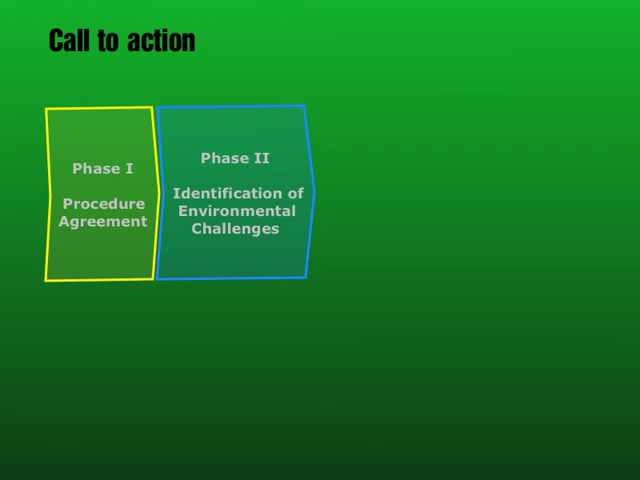 Call to action
Phase I
Procedure
Agreement
Phase II
Identification of
Environmental
Challenges